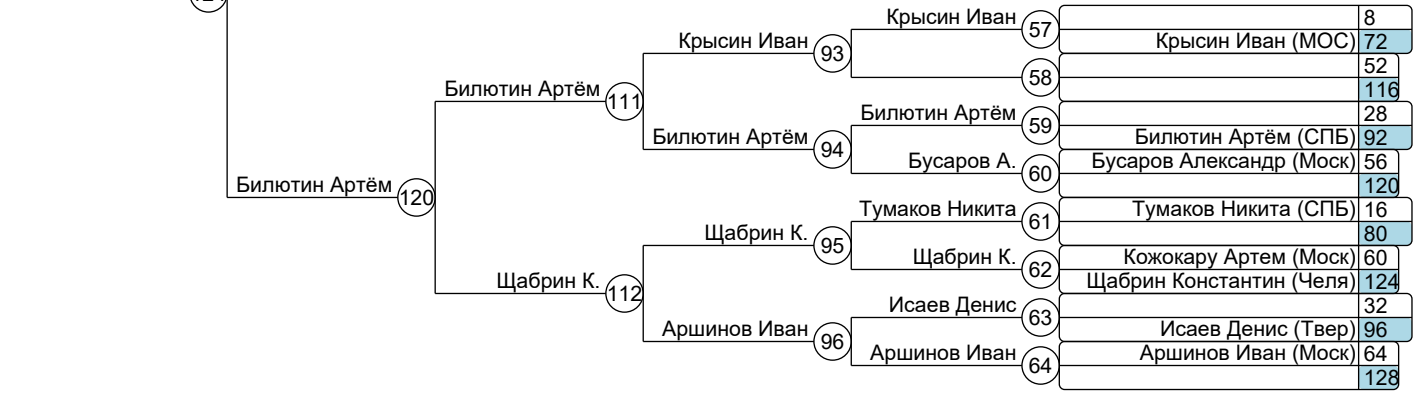 Крысин Иван 57 8
Крысин Иван 93 Крысин Иван (МОС) 72
58 52
Билютин Артём 111 116
Билютин Артём 59 28
Билютин Артём 94 Билютин Артём (СПБ) 92
Бусаров А. 60 Бусаров Александр (Моск) 56
Билютин Артём 120 120
Тумаков Никита 61 Тумаков Никита (СПБ) 16
Щабрин К. 95 80
Щабрин К. 62 Кожокару Артем (Моск) 60
Щабрин К. 112 Щабрин Константин (Челя) 124
Исаев Денис 63 32
Аршинов Иван 96 Исаев Денис (Твер) 96
Аршинов Иван 64 Аршинов Иван (Моск) 64
128